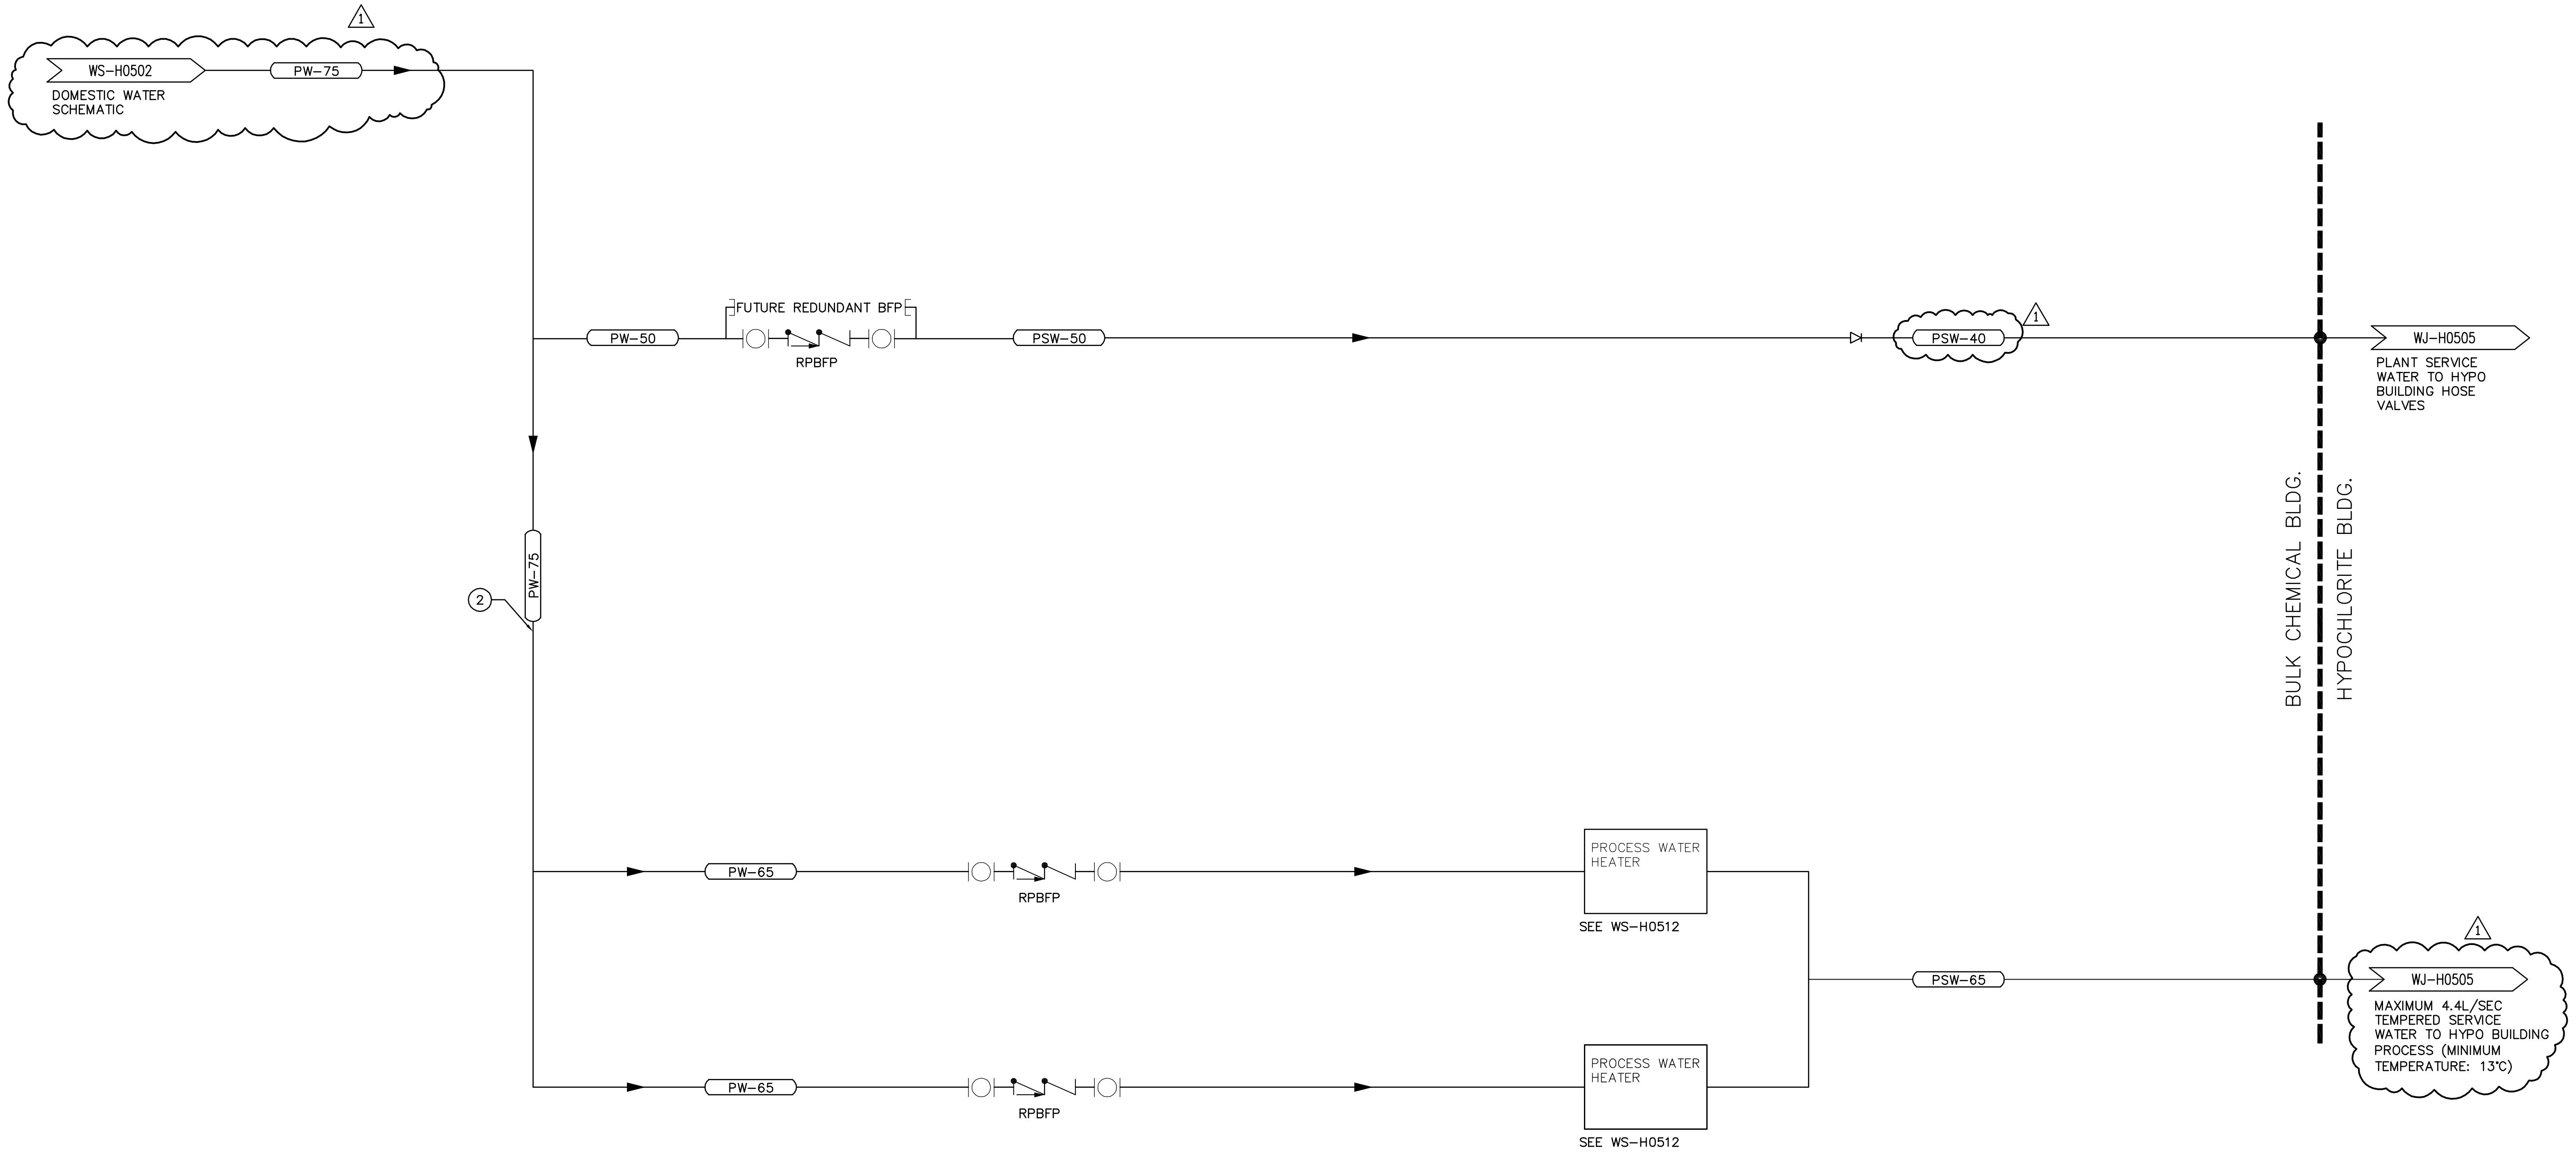 1
WS-H0502
PW-75
DOMESTIC WATER
SCHEMATIC
FUTURE REDUNDANT BFP
PW-50
RPBFP
PSW-50
PSW-40
1
WJ-H0505
PLANT SERVICE
WATER TO HYPO
BUILDING HOSE
VALVES
BULK CHEMICAL BLDG.
HYPOCHLORITE BLDG.
PW-75
2
PW-65
RPBFP
PROCESS WATER
HEATER
SEE WS-H0512
PSW-65
1
WJ-H0505
MAXIMUM 4.4L/SEC
TEMPERED SERVICE
WATER TO HYPO BUILDING
PROCESS (MINIMUM
TEMPERATURE: 13°C)
PW-65
RPBFP
PROCESS WATER
HEATER
SEE WS-H0512